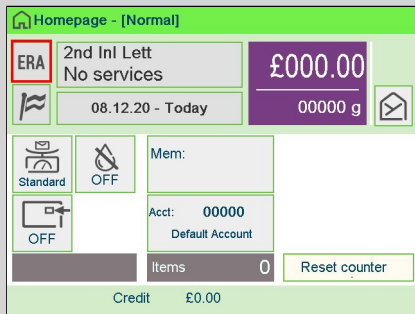 Homepage - [Normal]
ERA
2nd Inl Lett
No services
£000.00
08.12.20 - Today
00000 g
Standard
OFF
Mem:
OFF
Acct: 00000
Default Account
Items 0
Reset counter
Credit £0.00